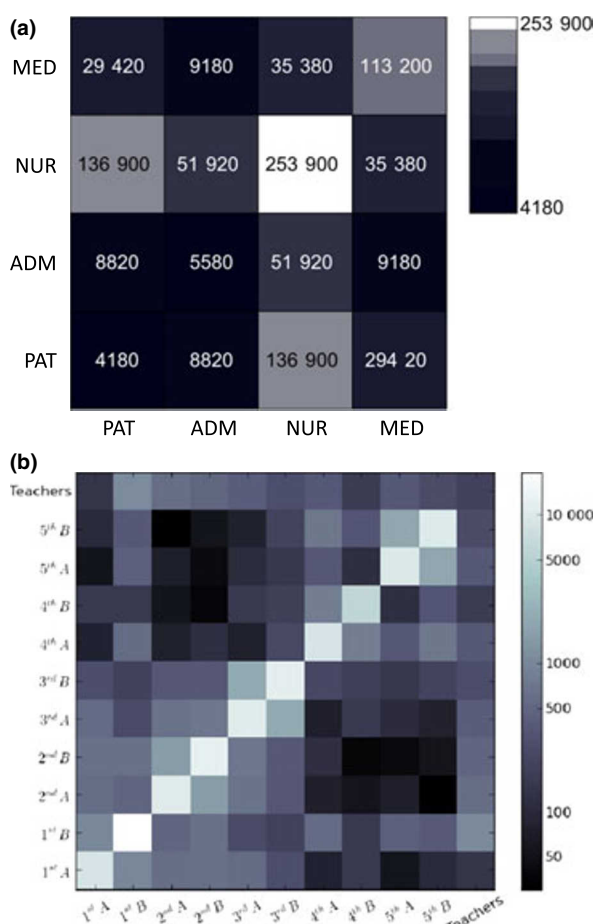 (a)
253 900
MED 29 420 9180 35 380 113 200
NUR 136 900 51 920 253 900 35 380
4180
ADM 8820 5580 51 920 9180
PAT 4180 8820 136 900 294 20
PAT ADM NUR MED
(b)
Teachers
5th B
10 000
5th A
5000
4th B
4th A
1000
3rd B
3rd A
2nd B
2nd A
100
1st B
50
1st A
1st A 1st B 2nd A 2nd B 3rd A 3rd B 4th A 4th B 5th A 5th B Teachers